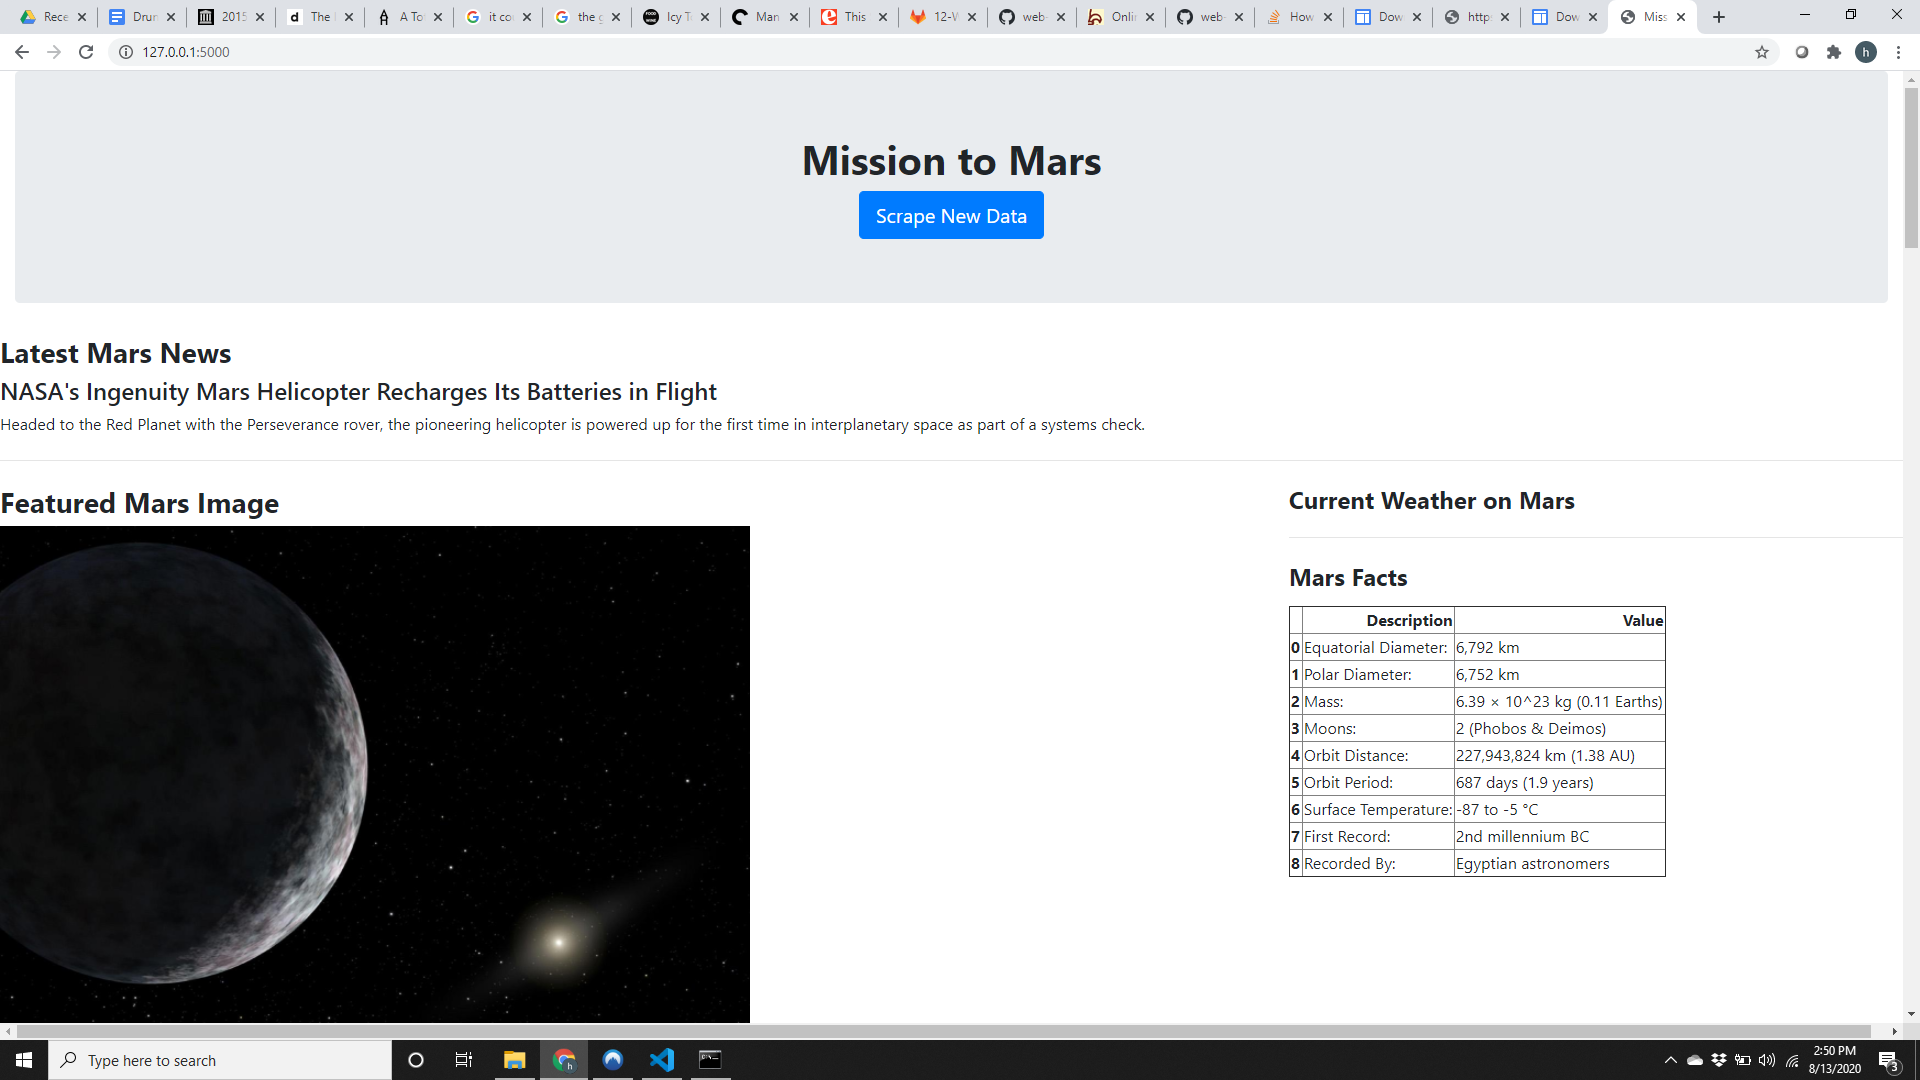 Rece
Drun
2015
The
A To
it co
the g
Icy T
Man
This
12-W
web-
Onlin
web-
How
Dow
http
Dow
Miss
127.0.0.1:5000
h
Mission to Mars
Scrape New Data
Latest Mars News
NASA's Ingenuity Mars Helicopter Recharges Its Batteries in Flight
Headed to the Red Planet with the Perseverance rover, the pioneering helicopter is powered up for the first time in interplanetary space as part of a systems check.
Featured Mars Image
Current Weather on Mars
Mars Facts
Description Value
0 Equatorial Diameter: 6,792 km
1 Polar Diameter: 6,752 km
2 Mass: 6.39 × 10^23 kg (0.11 Earths)
3 Moons: 2 (Phobos & Deimos)
4 Orbit Distance: 227,943,824 km (1.38 AU)
5 Orbit Period: 687 days (1.9 years)
6 Surface Temperature: -87 to -5 °C
7 First Record: 2nd millennium BC
8 Recorded By: Egyptian astronomers
Type here to search
2:50 PM
8/13/2020
3